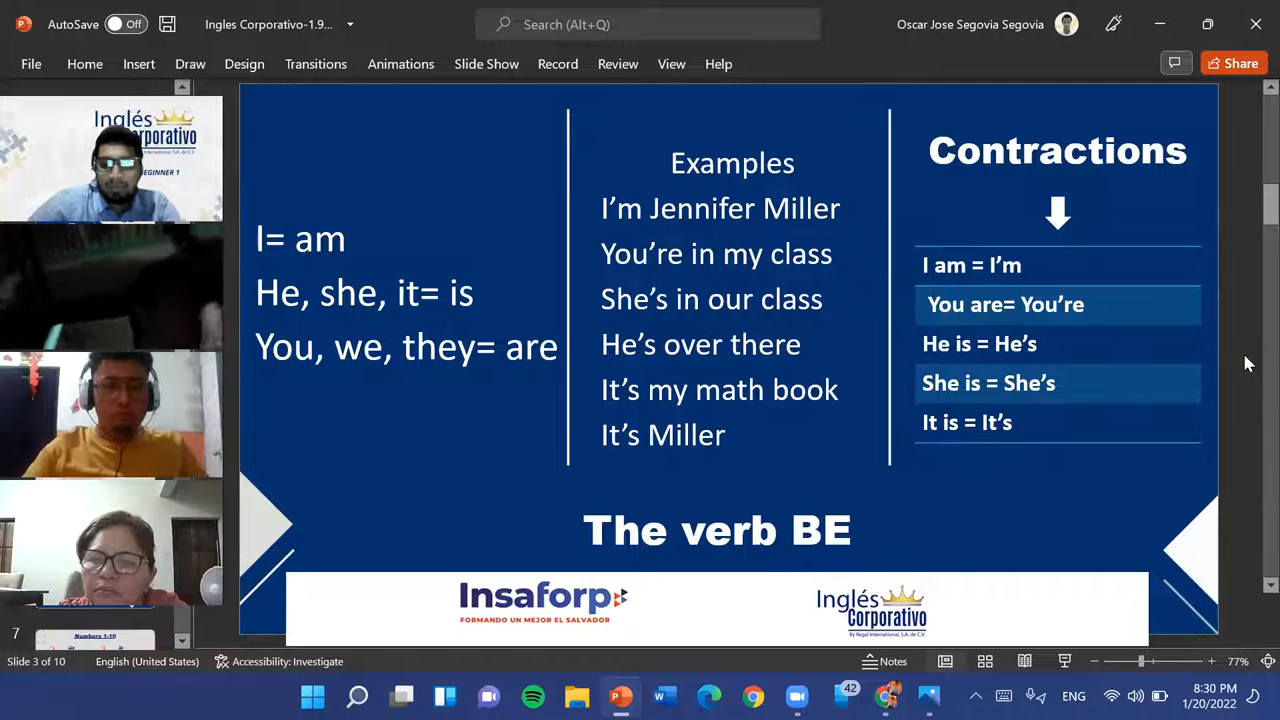 AutoSave Off Ingles Corporativo-1.9... Search (Alt+Q) Oscar Jose Segovia Segovia
File Home Insert Draw Design Transitions Animations Slide Show Record Review View Help Share
Inglés
Corporativo
BEGINNER 1
I= am
He, she, it= is
You, we, they= are
Examples
I'm Jennifer Miller
You're in my class
She's in our class
He's over there
It's my math book
It's Miller
Contractions
I am = I'm
You are= You're
He is = He's
She is = She's
It is = It's
The verb BE
Insaforp
FORMANDO UN MEJOR EL SALVADOR
Inglés
Corporativo
By Regal International, S.A. de C.V.
7
Numbers 1-10
Slide 3 of 10 English (United States) Accessibility: Investigate Notes 77%
42 ENG 8:30 PM
1/20/2022